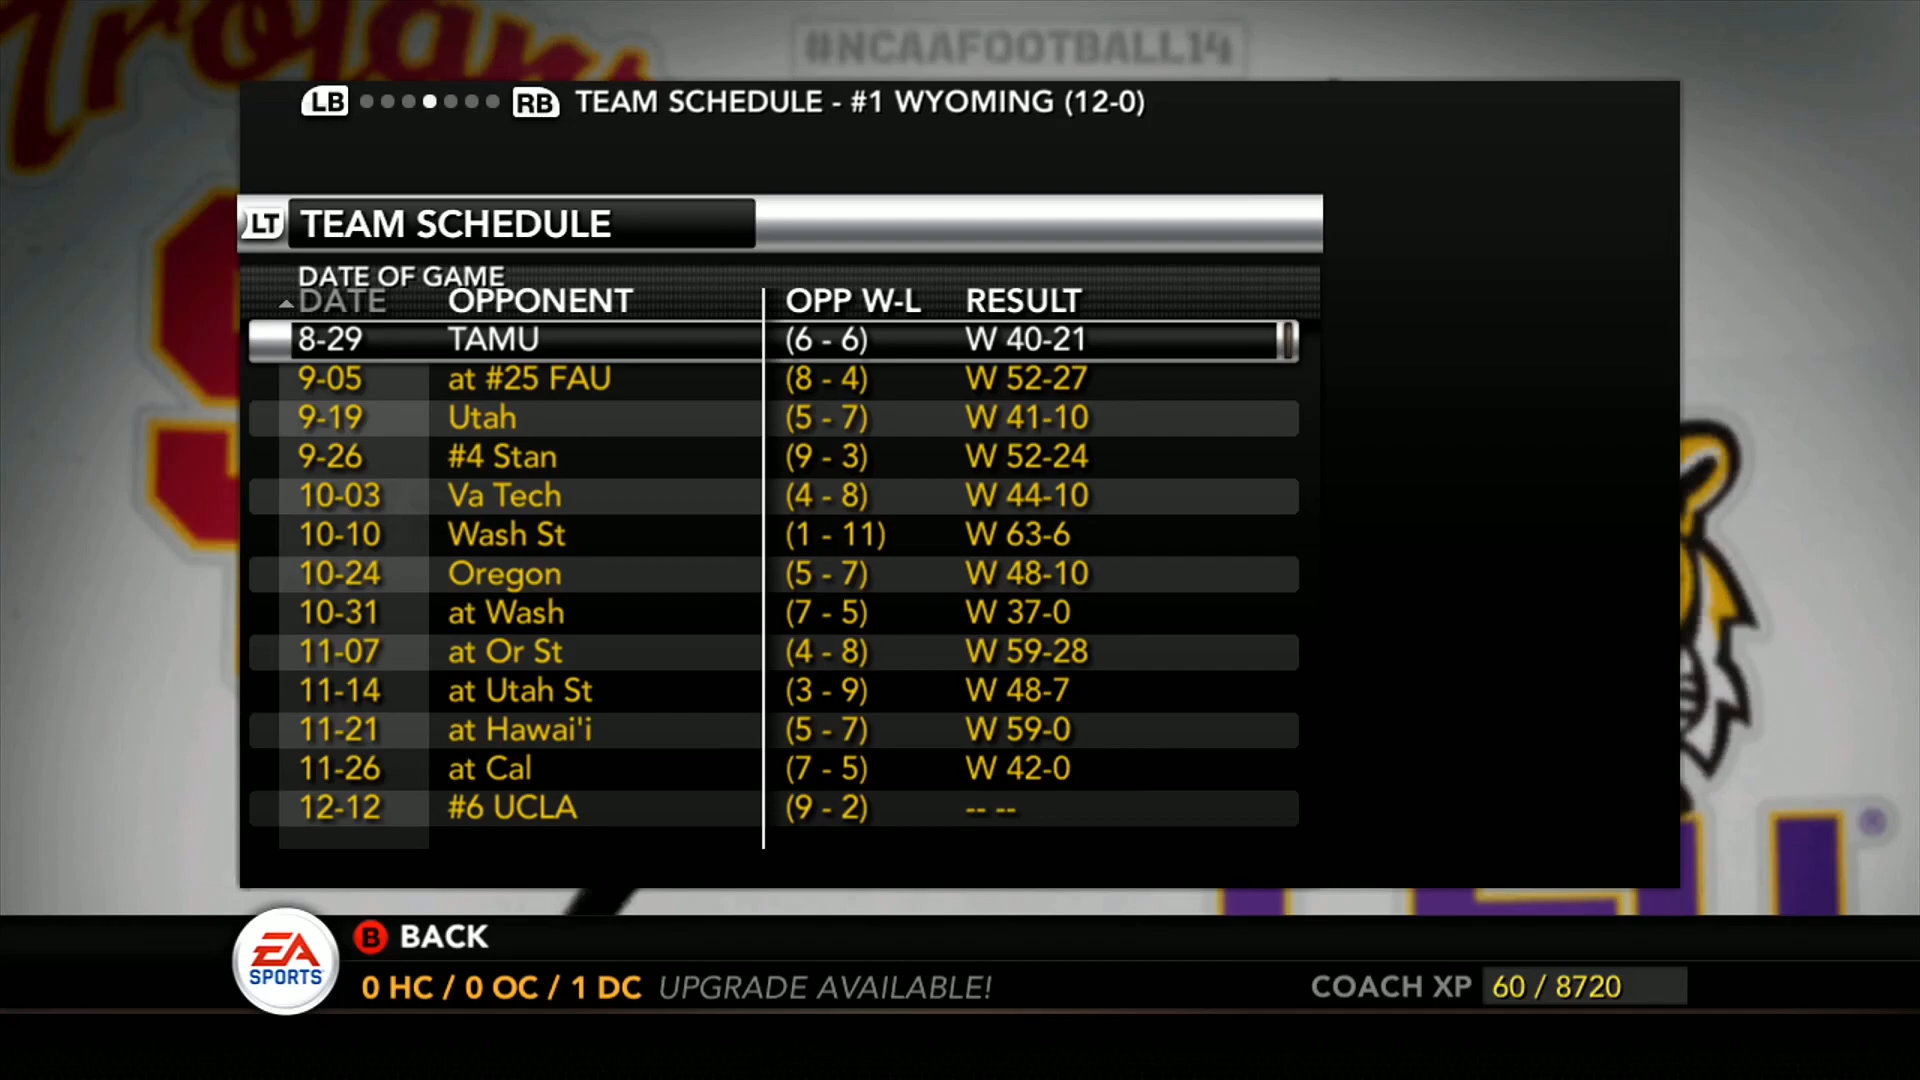 Trojans
#NCAAFOOTBALL14
LB RB TEAM SCHEDULE - #1 WYOMING (12-0)
LT TEAM SCHEDULE
DATE OF GAME
DATE OPPONENT OPP W-L RESULT
8-29 TAMU (6 - 6) W 40-21
9-05 at #25 FAU (8 - 4) W 52-27
9-19 Utah (5 - 7) W 41-10
9-26 #4 Stan (9 - 3) W 52-24
10-03 Va Tech (4 - 8) W 44-10
10-10 Wash St (1 - 11) W 63-6
10-24 Oregon (5 - 7) W 48-10
10-31 at Wash (7 - 5) W 37-0
11-07 at Or St (4 - 8) W 59-28
11-14 at Utah St (3 - 9) W 48-7
11-21 at Hawai'i (5 - 7) W 59-0
11-26 at Cal (7 - 5) W 42-0
12-12 #6 UCLA (9 - 2) -- --
®
EA
SPORTS
B BACK
0 HC / 0 OC / 1 DC UPGRADE AVAILABLE!
COACH XP 60 / 8720